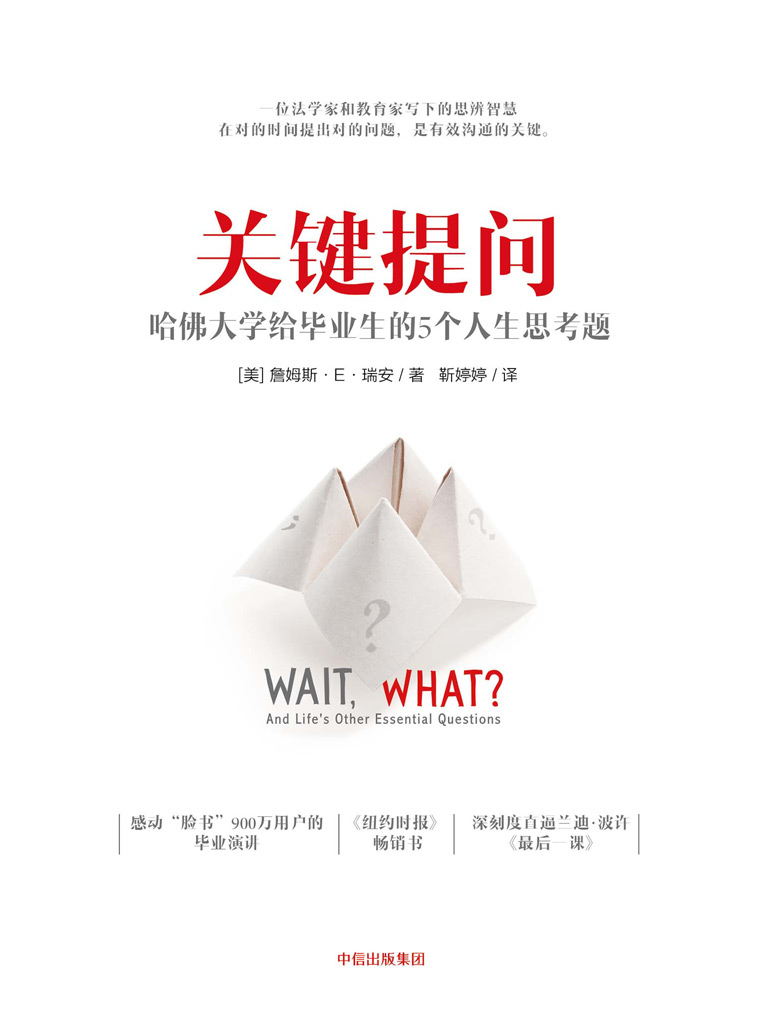 一位法学家和教育家写下的思辨智慧
在对的时间提出对的问题，是有效沟通的关键。
关键提问
哈佛大学给毕业生的5个人生思考题
[美] 詹姆斯·E·瑞安 / 著 靳婷婷 / 译
?
?
?
WAIT, WHAT?
And Life's Other Essential Questions
感动“脸书”900万用户的
毕业演讲
《纽约时报》
畅销书
深刻度直逼兰迪·波许
《最后一课》
中信出版集团